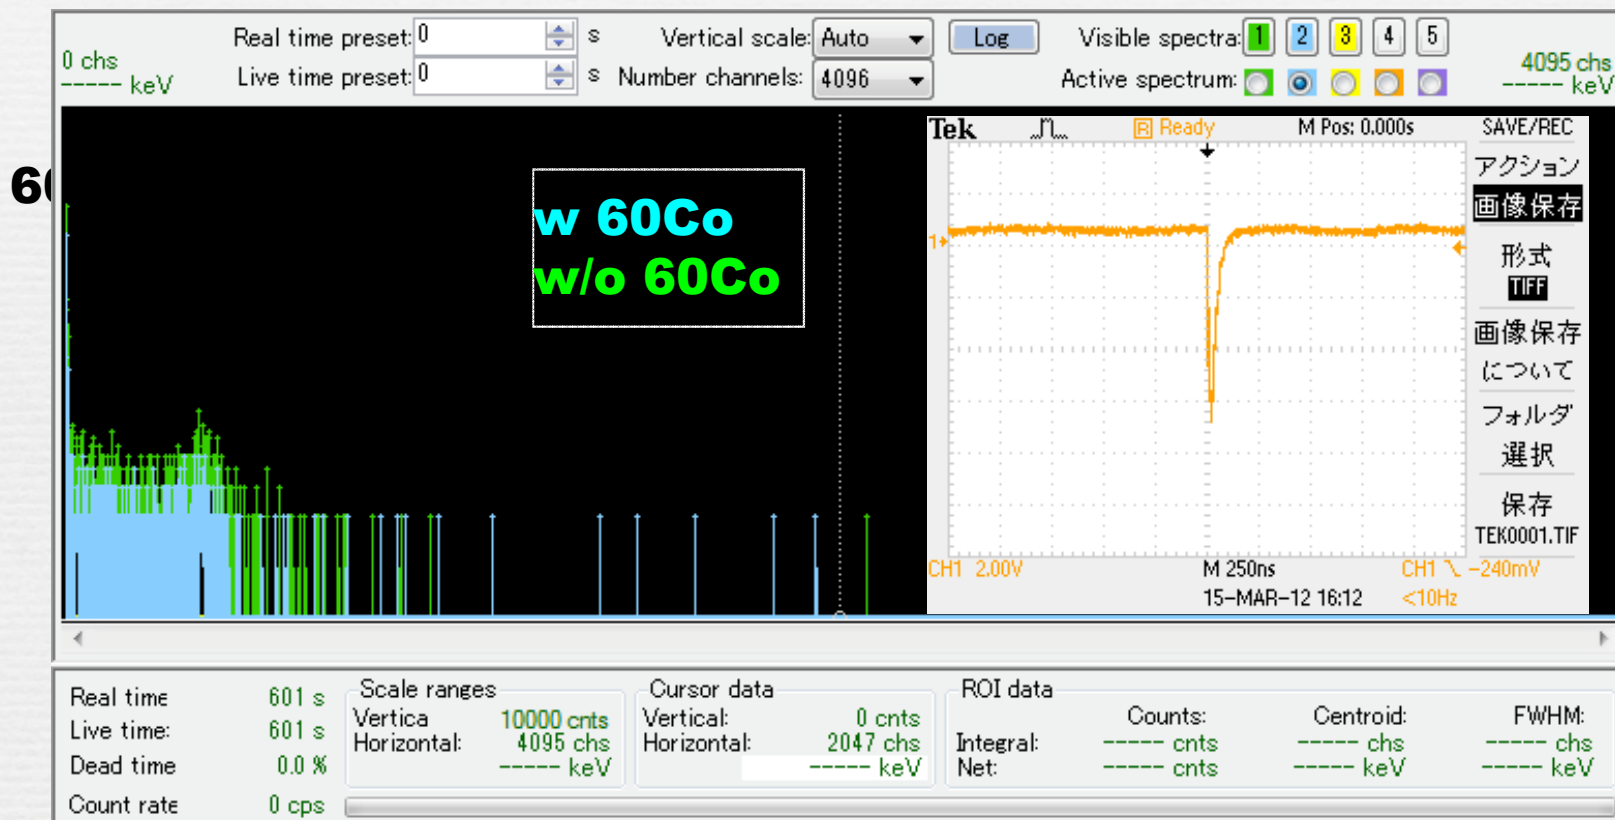 0 chs
----- keV
Real time preset: 0 s
Live time preset: 0 s
Vertical scale: Auto
Number channels: 4096
Log
Visible spectra: 1 2 3 4 5
Active spectrum:
4095 chs
----- keV
60
w 60Co
w/o 60Co
Tek
R Ready
M Pos: 0.000s
SAVE/REC
アクション
画像保存
形式
TIFF
画像保存
について
フォルダ
選択
保存
TEK0001.TIF
1
CH1 2.00V
M 250ns
CH1 -240mV
15-MAR-12 16:12
<10Hz
Real time 601 s
Live time: 601 s
Dead time 0.0 %
Count rate 0 cps
Scale ranges
Vertica 10000 cnts
Horizontal: 4095 chs
----- keV
Cursor data
Vertical: 0 cnts
Horizontal: 2047 chs
----- keV
ROI data
Counts: Centroid: FWHM:
Integral: ----- cnts ----- chs ----- chs
Net: ----- cnts ----- keV ----- keV